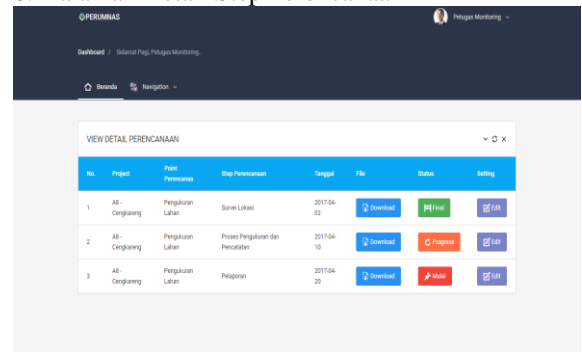 PERUMNAS
Petugas Monitoring
Dashboard / Selamat Pagi, Petugas Monitoring..
Beranda Navigation
VIEW DETAIL PERENCANAAN
No. Project Point Perencanaa Step Perencanaan Tanggal File Status Setting
1 A8 - Cengkareng Pengukuran Lahan Survei Lokasi 2017-04-02 Download Final Edit
2 A8 - Cengkareng Pengukuran Lahan Proses Pengukuran dan Pencatatan 2017-04-10 Download Progress Edit
3 A8 - Cengkareng Pengukuran Lahan Pelaporan 2017-04-20 Download Mulai Edit